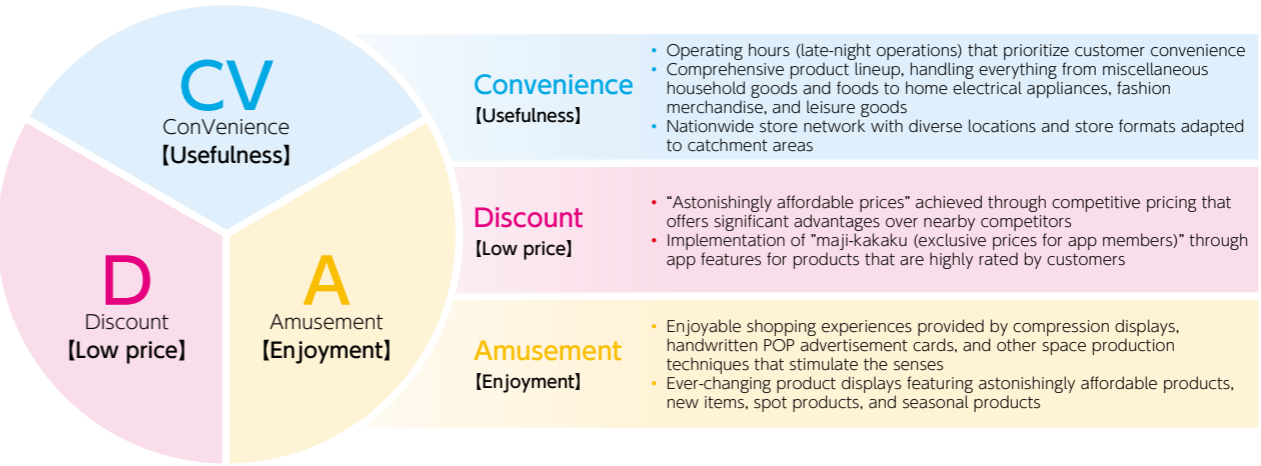 CV
ConVenience
【Usefulness】
D
Discount
【Low price】
A
Amusement
【Enjoyment】
Convenience
【Usefulness】
• Operating hours (late-night operations) that prioritize customer convenience
• Comprehensive product lineup, handling everything from miscellaneous
household goods and foods to home electrical appliances, fashion
merchandise, and leisure goods
• Nationwide store network with diverse locations and store formats adapted
to catchment areas
Discount
【Low price】
• "Astonishingly affordable prices" achieved through competitive pricing that
offers significant advantages over nearby competitors
• Implementation of "maji-kakaku (exclusive prices for app members)" through
app features for products that are highly rated by customers
Amusement
【Enjoyment】
• Enjoyable shopping experiences provided by compression displays,
handwritten POP advertisement cards, and other space production
techniques that stimulate the senses
• Ever-changing product displays featuring astonishingly affordable products,
new items, spot products, and seasonal products